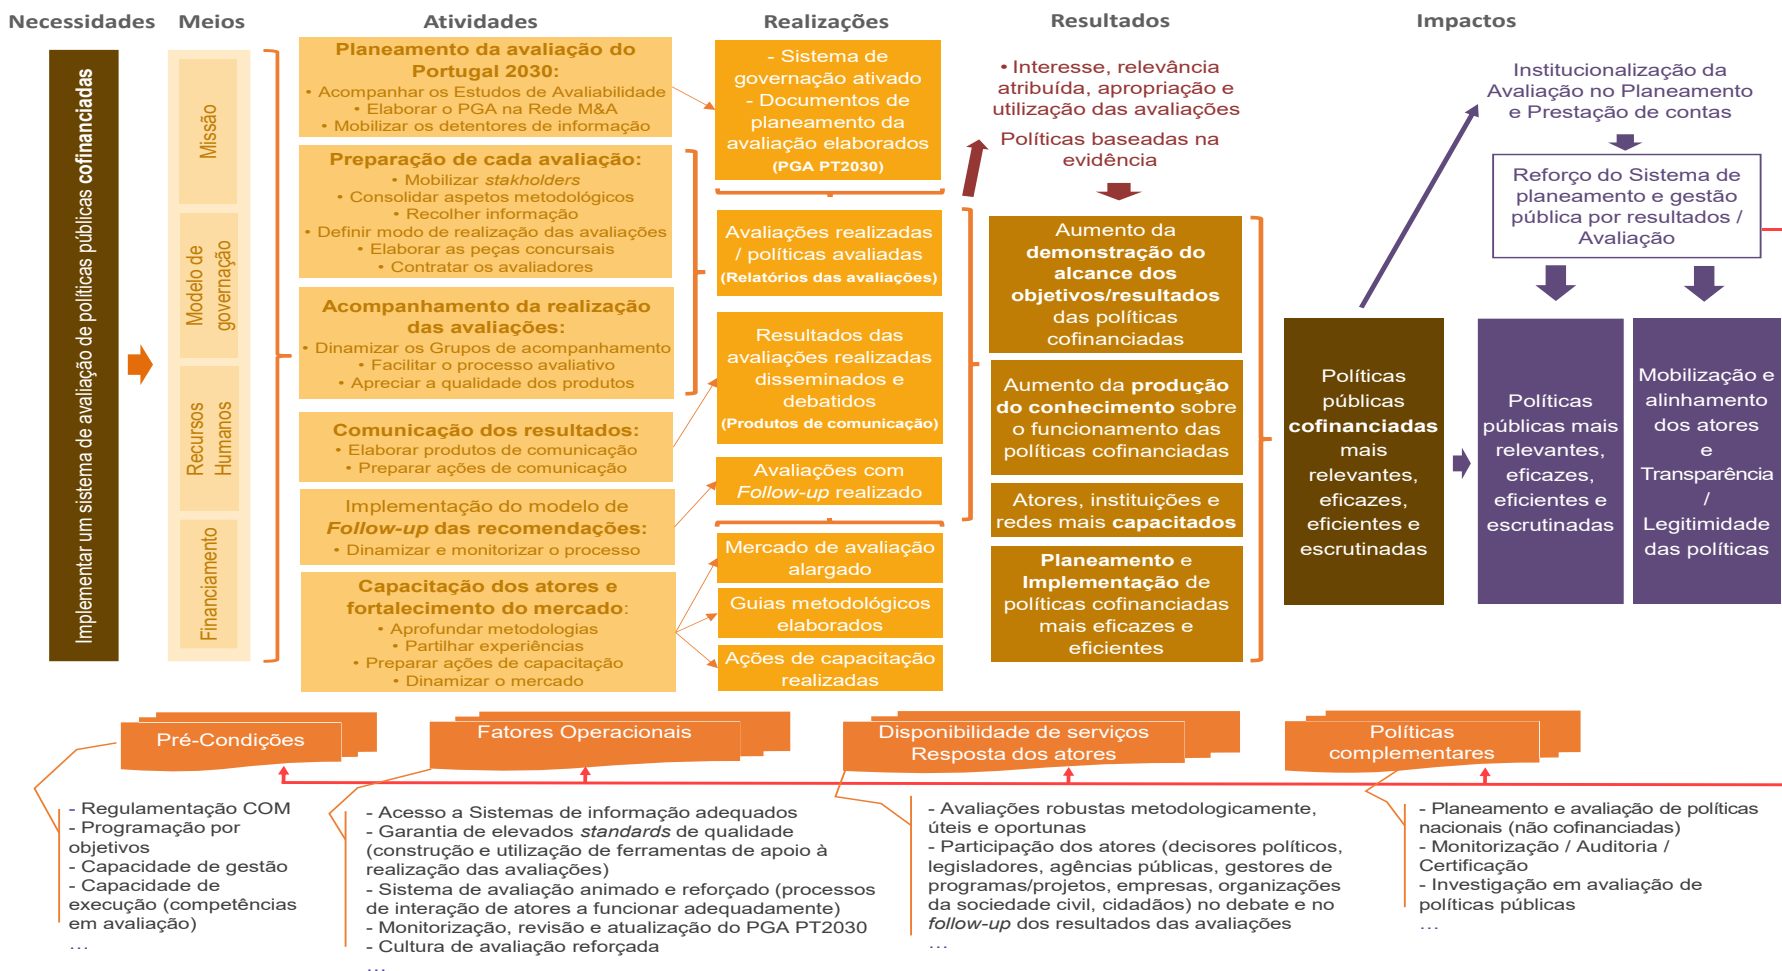 Necessidades
Meios
Atividades
Realizações
Resultados
Impactos
Implementar um sistema de avaliação de políticas públicas cofinanciadas
Missão
Modelo de
governação
Recursos
Humanos
Financiamento
Planeamento da avaliação do
Portugal 2030:
• Acompanhar os Estudos de Avaliabilidade
• Elaborar o PGA na Rede M&A
• Mobilizar os detentores de informação
Preparação de cada avaliação:
• Mobilizar stakholders
• Consolidar aspetos metodológicos
• Recolher informação
• Definir modo de realização das avaliações
• Elaborar as peças concursais
• Contratar os avaliadores
Acompanhamento da realização
das avaliações:
• Dinamizar os Grupos de acompanhamento
• Facilitar o processo avaliativo
• Apreciar a qualidade dos produtos
Comunicação dos resultados:
• Elaborar produtos de comunicação
• Preparar ações de comunicação
Implementação do modelo de
Follow-up das recomendações:
• Dinamizar e monitorizar o processo
Capacitação dos atores e
fortalecimento do mercado:
• Aprofundar metodologias
• Partilhar experiências
• Preparar ações de capacitação
• Dinamizar o mercado
- Sistema de
governação ativado
- Documentos de
planeamento da
avaliação elaborados
(PGA PT2030)
Avaliações realizadas
/ políticas avaliadas
(Relatórios das avaliações)
Resultados das
avaliações realizadas
disseminados e
debatidos
(Produtos de comunicação)
Avaliações com
Follow-up realizado
Mercado de avaliação
alargado
Guias metodológicos
elaborados
Ações de capacitação
realizadas
• Interesse, relevância
atribuída, apropriação e
utilização das avaliações
Políticas baseadas na
evidência
Aumento da
demonstração do
alcance dos
objetivos/resultados
das políticas
cofinanciadas
Aumento da produção
do conhecimento sobre
o funcionamento das
políticas cofinanciadas
Atores, instituições e
redes mais capacitados
Planeamento e
Implementação de
políticas cofinanciadas
mais eficazes e
eficientes
Institucionalização da
Avaliação no Planeamento
e Prestação de contas
Reforço do Sistema de
planeamento e gestão
pública por resultados /
Avaliação
Políticas
públicas
cofinanciadas
mais
relevantes,
eficazes,
eficientes e
escrutinadas
Políticas
públicas mais
relevantes,
eficazes,
eficientes e
escrutinadas
Mobilização e
alinhamento
dos atores
e
Transparência
/
Legitimidade
das políticas
Pré-Condições
- Regulamentação COM
- Programação por
objetivos
- Capacidade de gestão
- Capacidade de
execução (competências
em avaliação)
...
Fatores Operacionais
- Acesso a Sistemas de informação adequados
- Garantia de elevados standards de qualidade
(construção e utilização de ferramentas de apoio à
realização das avaliações)
- Sistema de avaliação animado e reforçado (processos
de interação de atores a funcionar adequadamente)
- Monitorização, revisão e atualização do PGA PT2030
- Cultura de avaliação reforçada
...
Disponibilidade de serviços
Resposta dos atores
- Avaliações robustas metodologicamente,
úteis e oportunas
- Participação dos atores (decisores políticos,
legisladores, agências públicas, gestores de
programas/projetos, empresas, organizações
da sociedade civil, cidadãos) no debate e no
follow-up dos resultados das avaliações
...
Políticas
complementares
- Planeamento e avaliação de políticas
nacionais (não cofinanciadas)
- Monitorização / Auditoria /
Certificação
- Investigação em avaliação de
políticas públicas
...